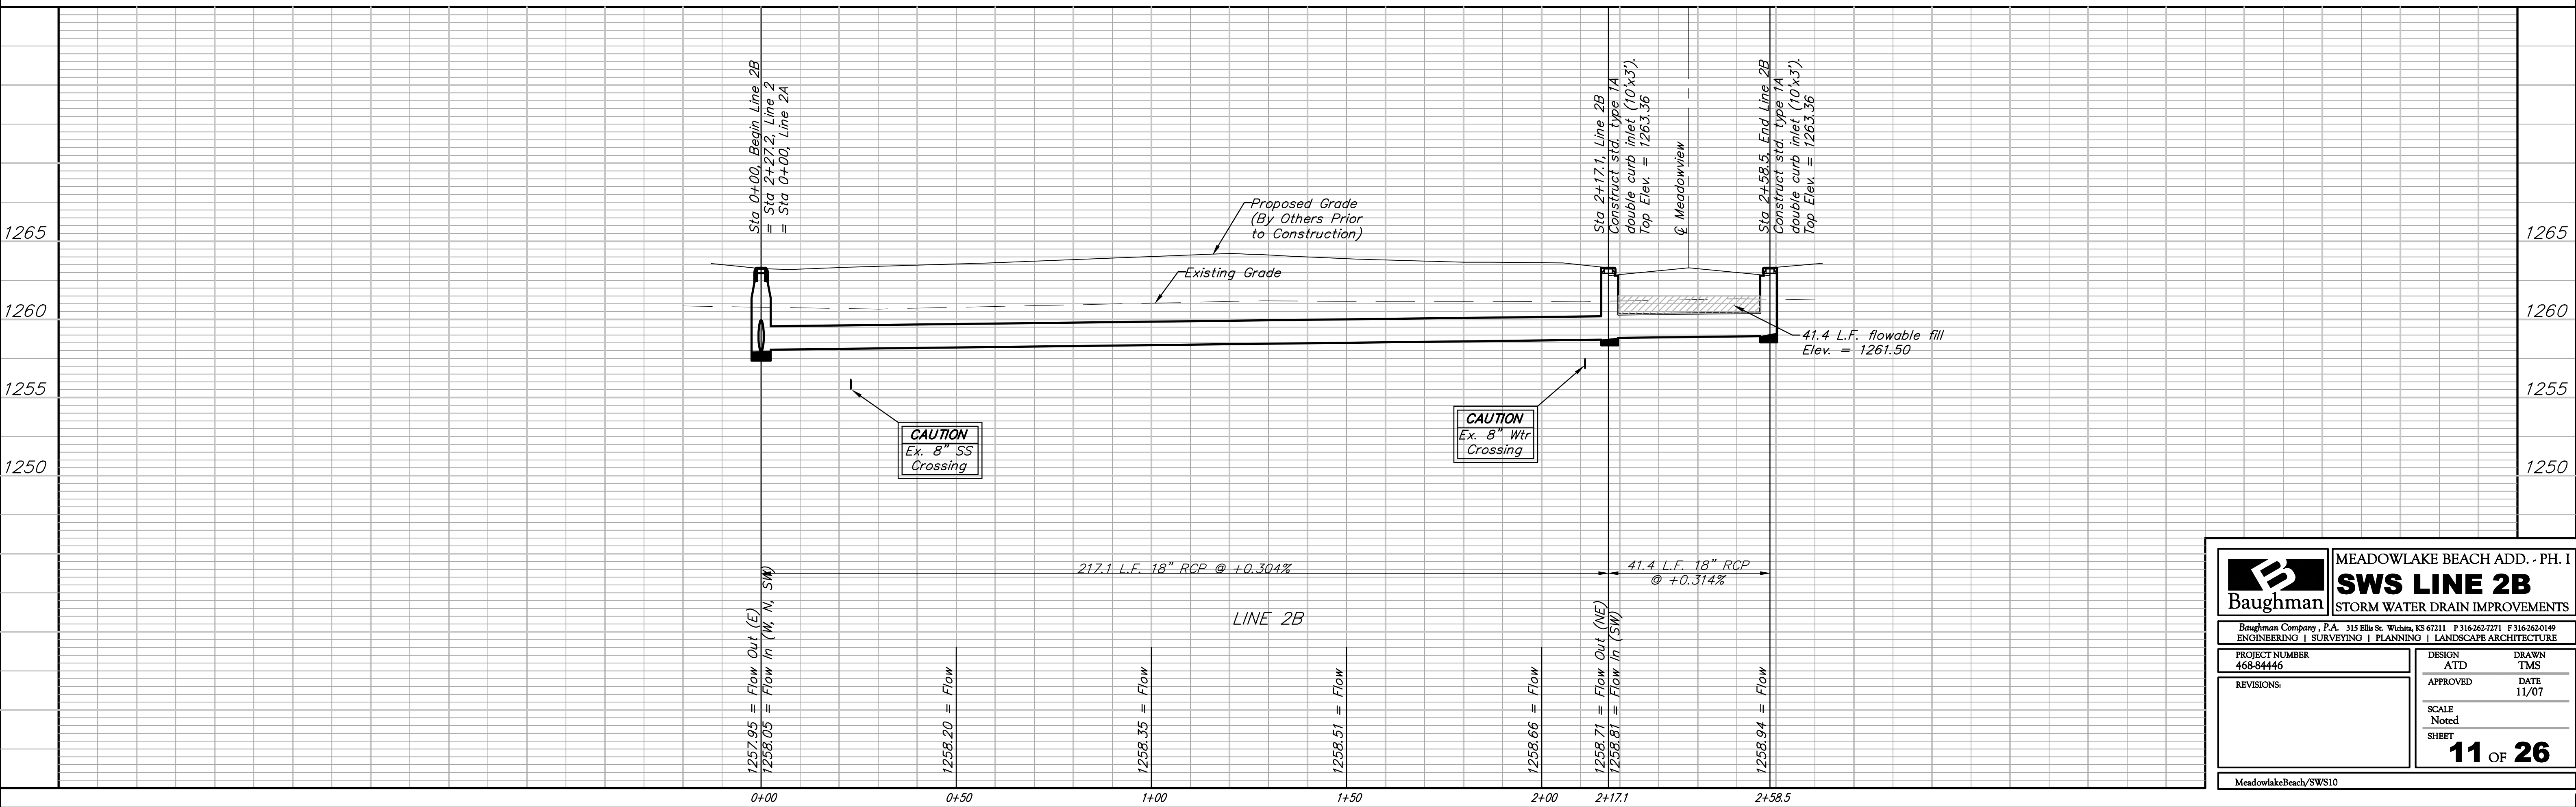 Sta 0+00, Begin Line 2B
= Sta 2+27.2, Line 2
= Sta 0+00, Line 2A
Sta 2+17.1, Line 2B
Construct std. type 1A
double curb inlet (10'x3').
Top Elev. = 1263.36
℄ Meadowview
Sta 2+58.5, End Line 2B
Construct std. type 1A
double curb inlet (10'x3').
Top Elev. = 1263.36
1265
1260
1255
1250
1265
1260
1255
1250
Proposed Grade
(By Others Prior
to Construction)
Existing Grade
41.4 L.F. flowable fill
Elev. = 1261.50
CAUTION
Ex. 8" SS
Crossing
CAUTION
Ex. 8" Wtr
Crossing
217.1 L.F. 18" RCP @ +0.304%
41.4 L.F. 18" RCP
@ +0.314%
LINE 2B
1257.95 = Flow Out (E)
1258.05 = Flow In (W, N, SW)
1258.20 = Flow
1258.35 = Flow
1258.51 = Flow
1258.66 = Flow
1258.71 = Flow Out (NE)
1258.81 = Flow In (SW)
1258.94 = Flow
0+00
0+50
1+00
1+50
2+00
2+17.1
2+58.5
B
Baughman
MEADOWLAKE BEACH ADD. - PH. I
SWS LINE 2B
STORM WATER DRAIN IMPROVEMENTS
Baughman Company, P.A. 315 Ellis St. Wichita, KS 67211 P 316-262-7271 F 316-262-0149
ENGINEERING | SURVEYING | PLANNING | LANDSCAPE ARCHITECTURE
PROJECT NUMBER
468-84446
REVISIONS:
DESIGN
ATD
DRAWN
TMS
APPROVED
DATE
11/07
SCALE
Noted
SHEET
11 OF 26
MeadowlakeBeach/SWS10